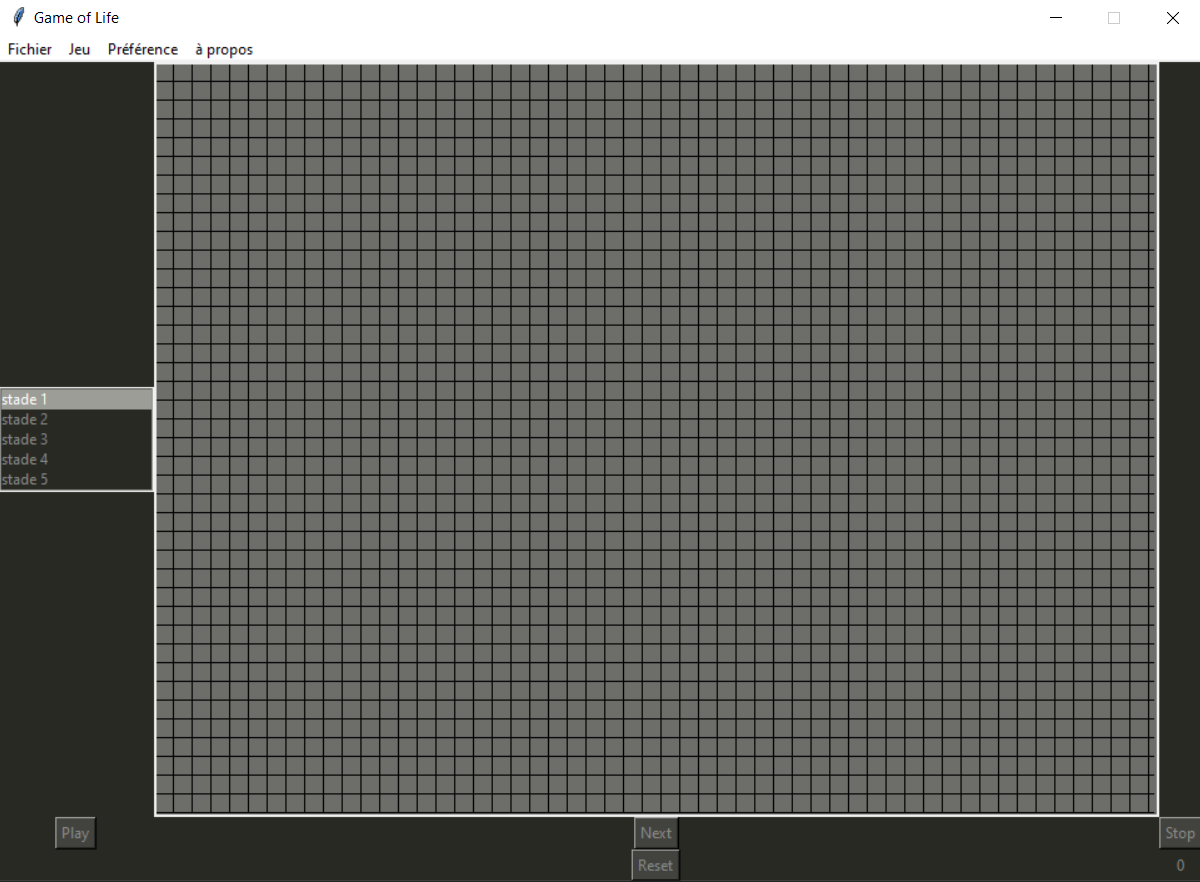 Game of Life
Fichier Jeu Préférence à propos
stade 1
stade 2
stade 3
stade 4
stade 5
Play Next Stop
Reset 0